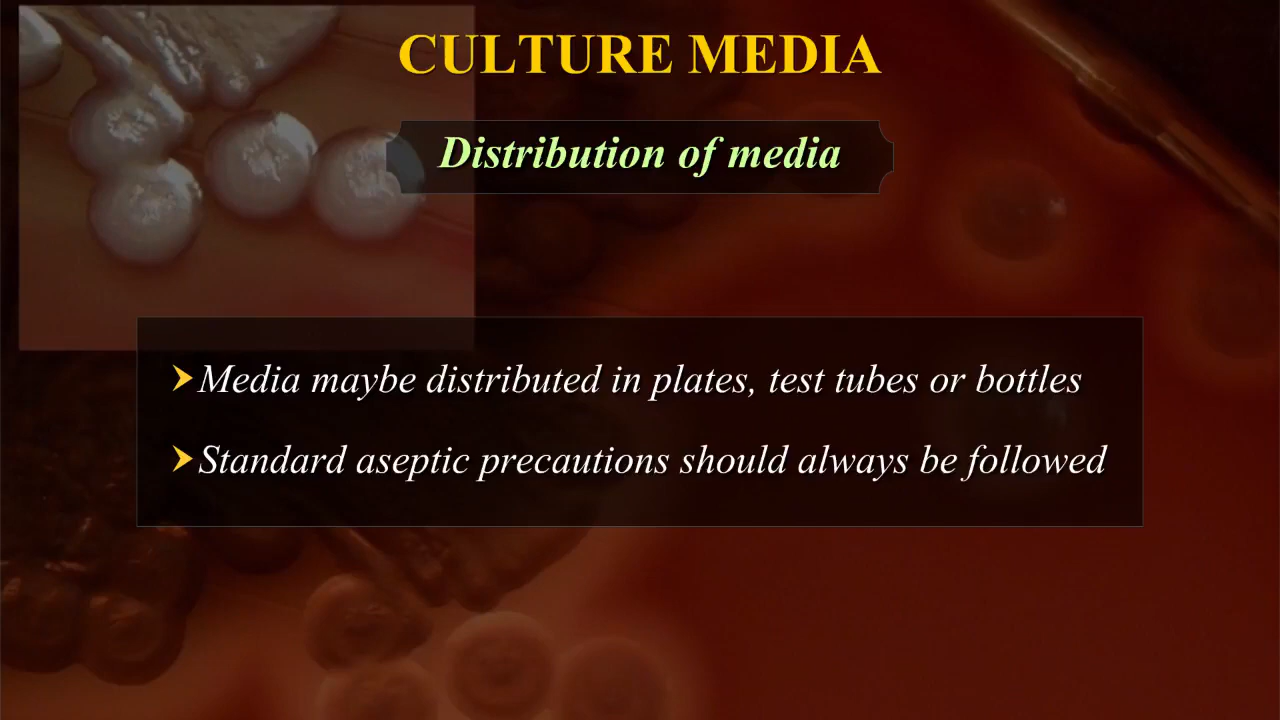 CULTURE MEDIA
Distribution of media
Media maybe distributed in plates, test tubes or bottles
Standard aseptic precautions should always be followed